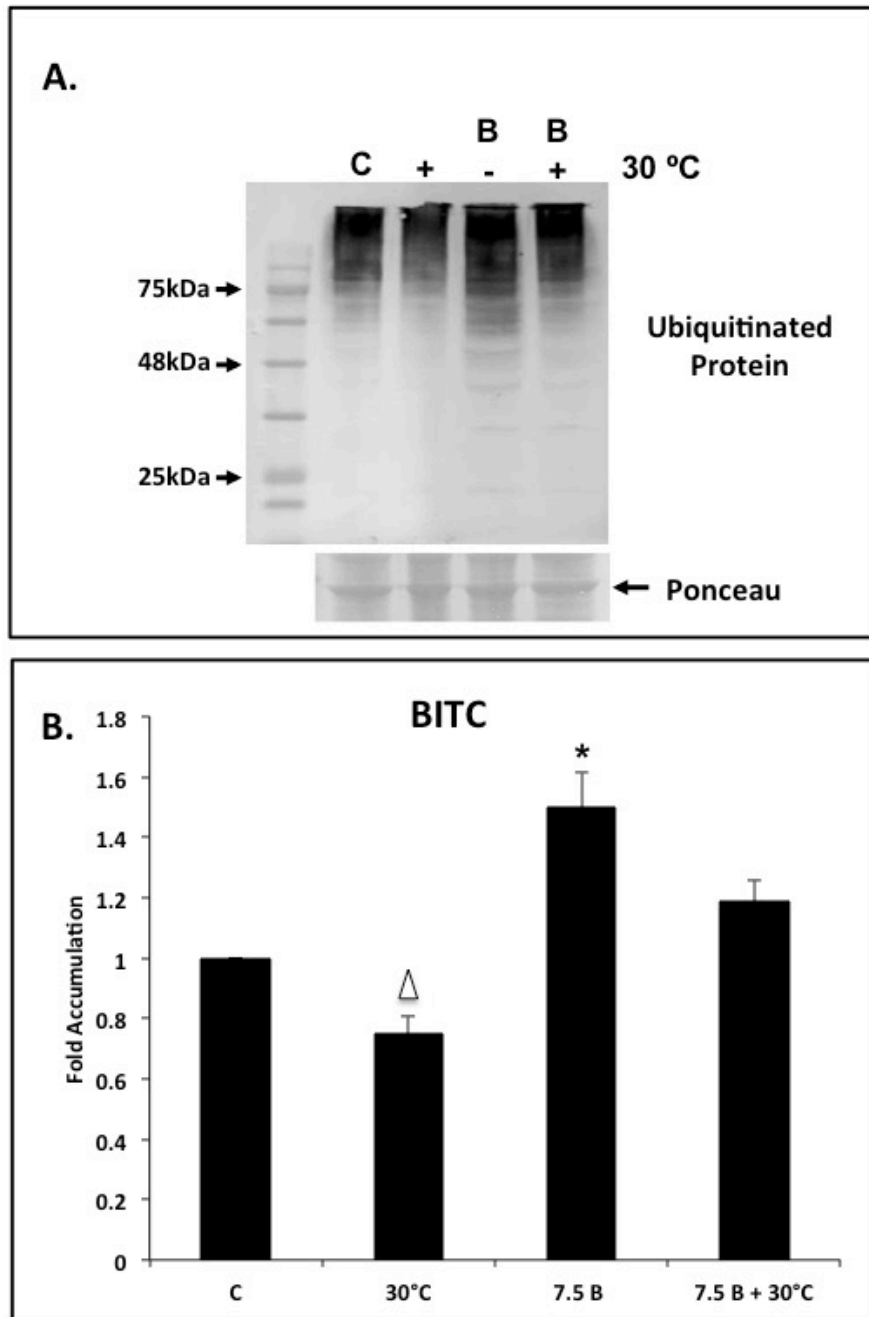 A.
B B
C + - + 30 ºC
75kDa
48kDa
25kDa
Ubiquitinated
Protein
Ponceau
B.
BITC
1.8
1.6
1.4
1.2
1
0.8
0.6
0.4
0.2
0
Fold Accumulation
*
Δ
C 30°C 7.5 B 7.5 B + 30°C